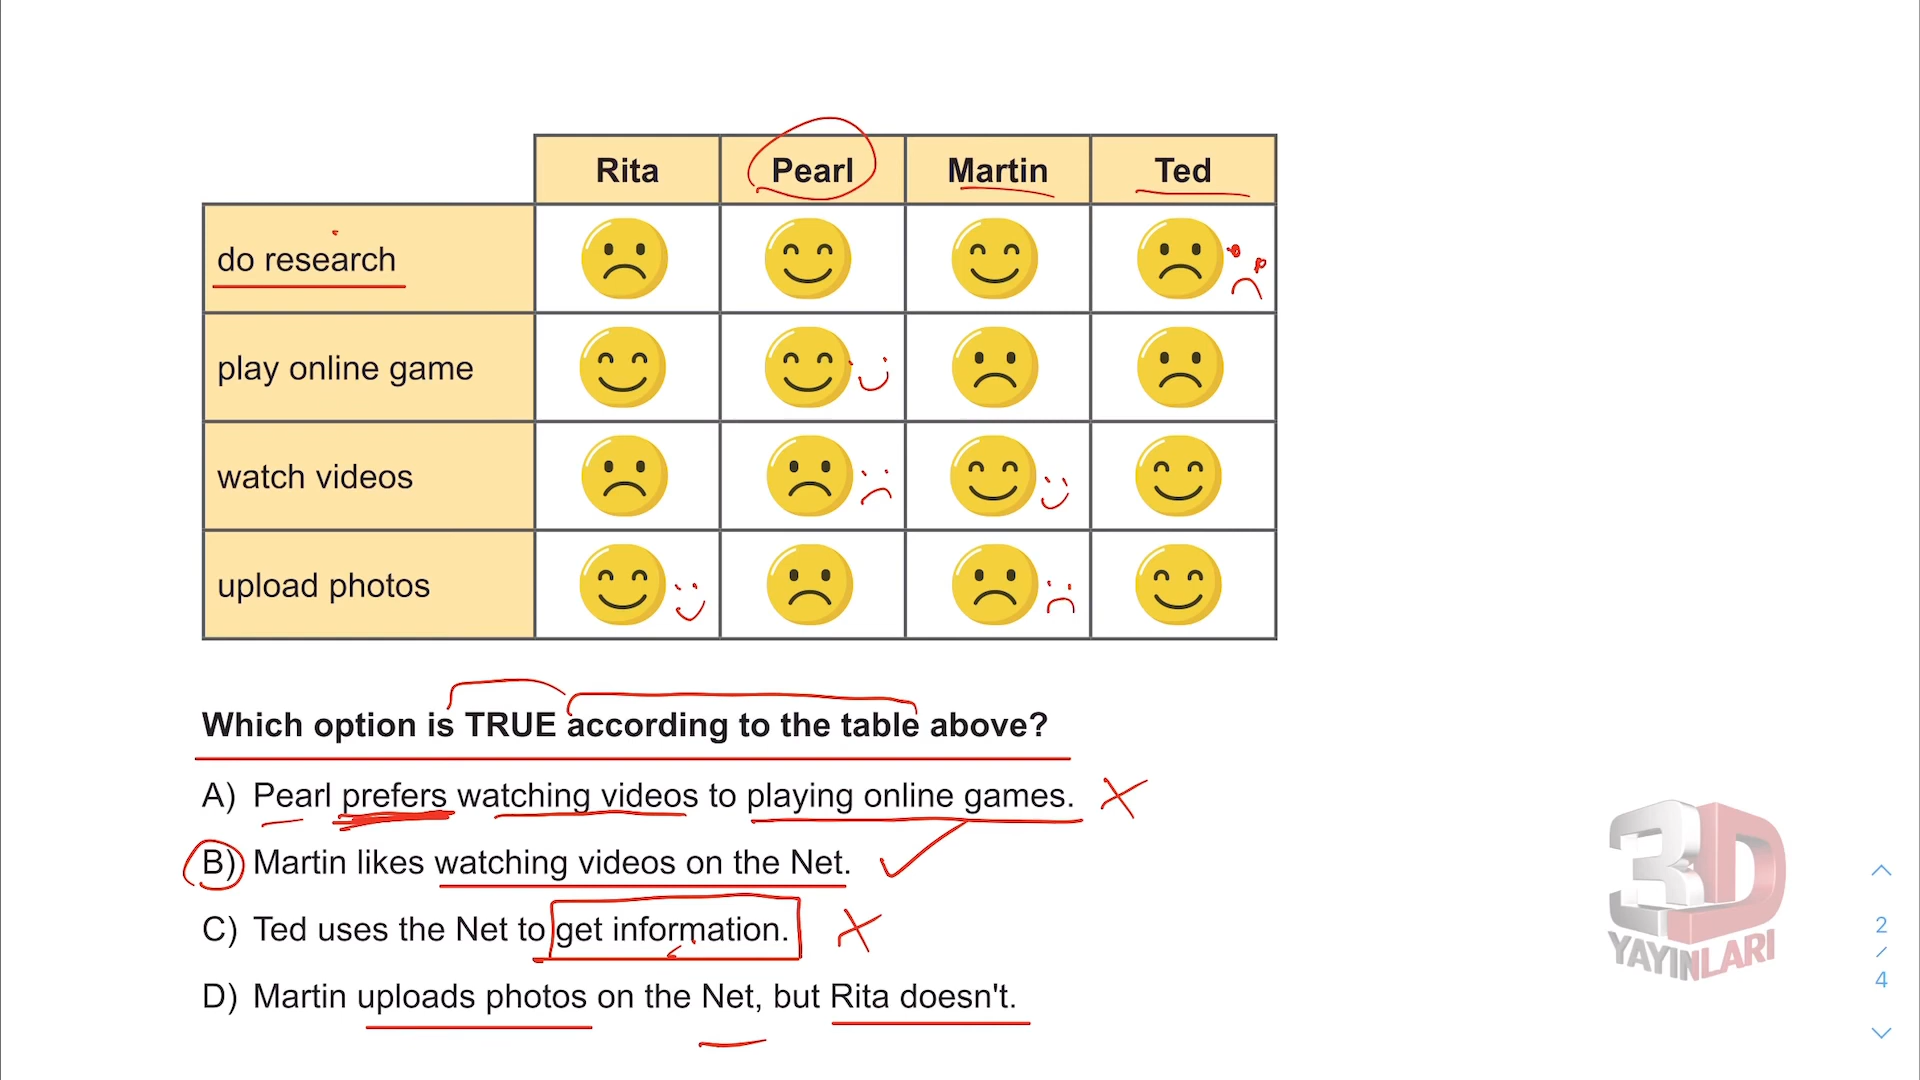 Rita Pearl Martin Ted
do research
play online game
watch videos
upload photos
Which option is TRUE according to the table above?
A) Pearl prefers watching videos to playing online games.
B) Martin likes watching videos on the Net.
C) Ted uses the Net to get information.
D) Martin uploads photos on the Net, but Rita doesn't.
3D
YAYINLARI
2
/
4